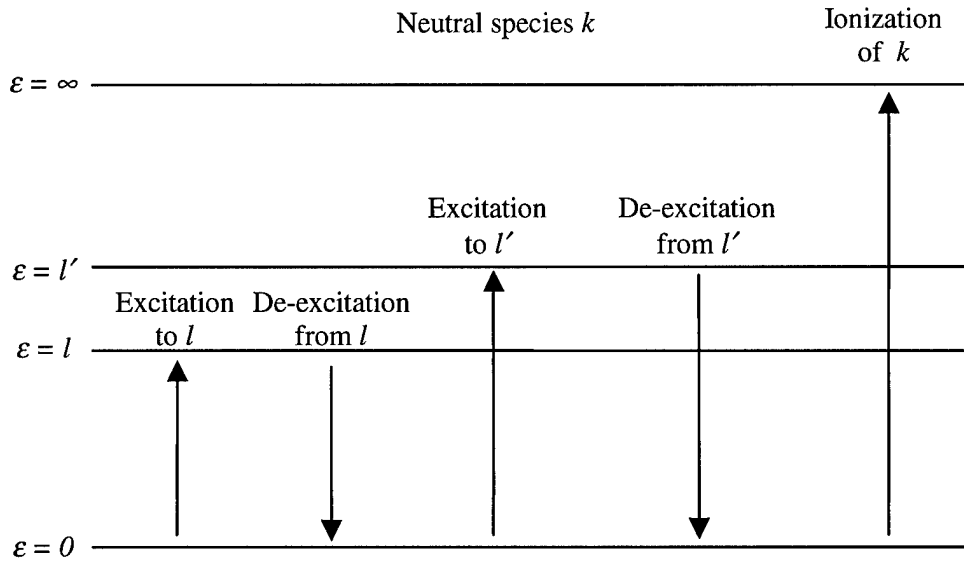 Neutral species k
Ionization
of k
ε = ∞
Excitation
to l′
De-excitation
from l′
ε = l′
Excitation
to l
De-excitation
from l
ε = l
ε = 0